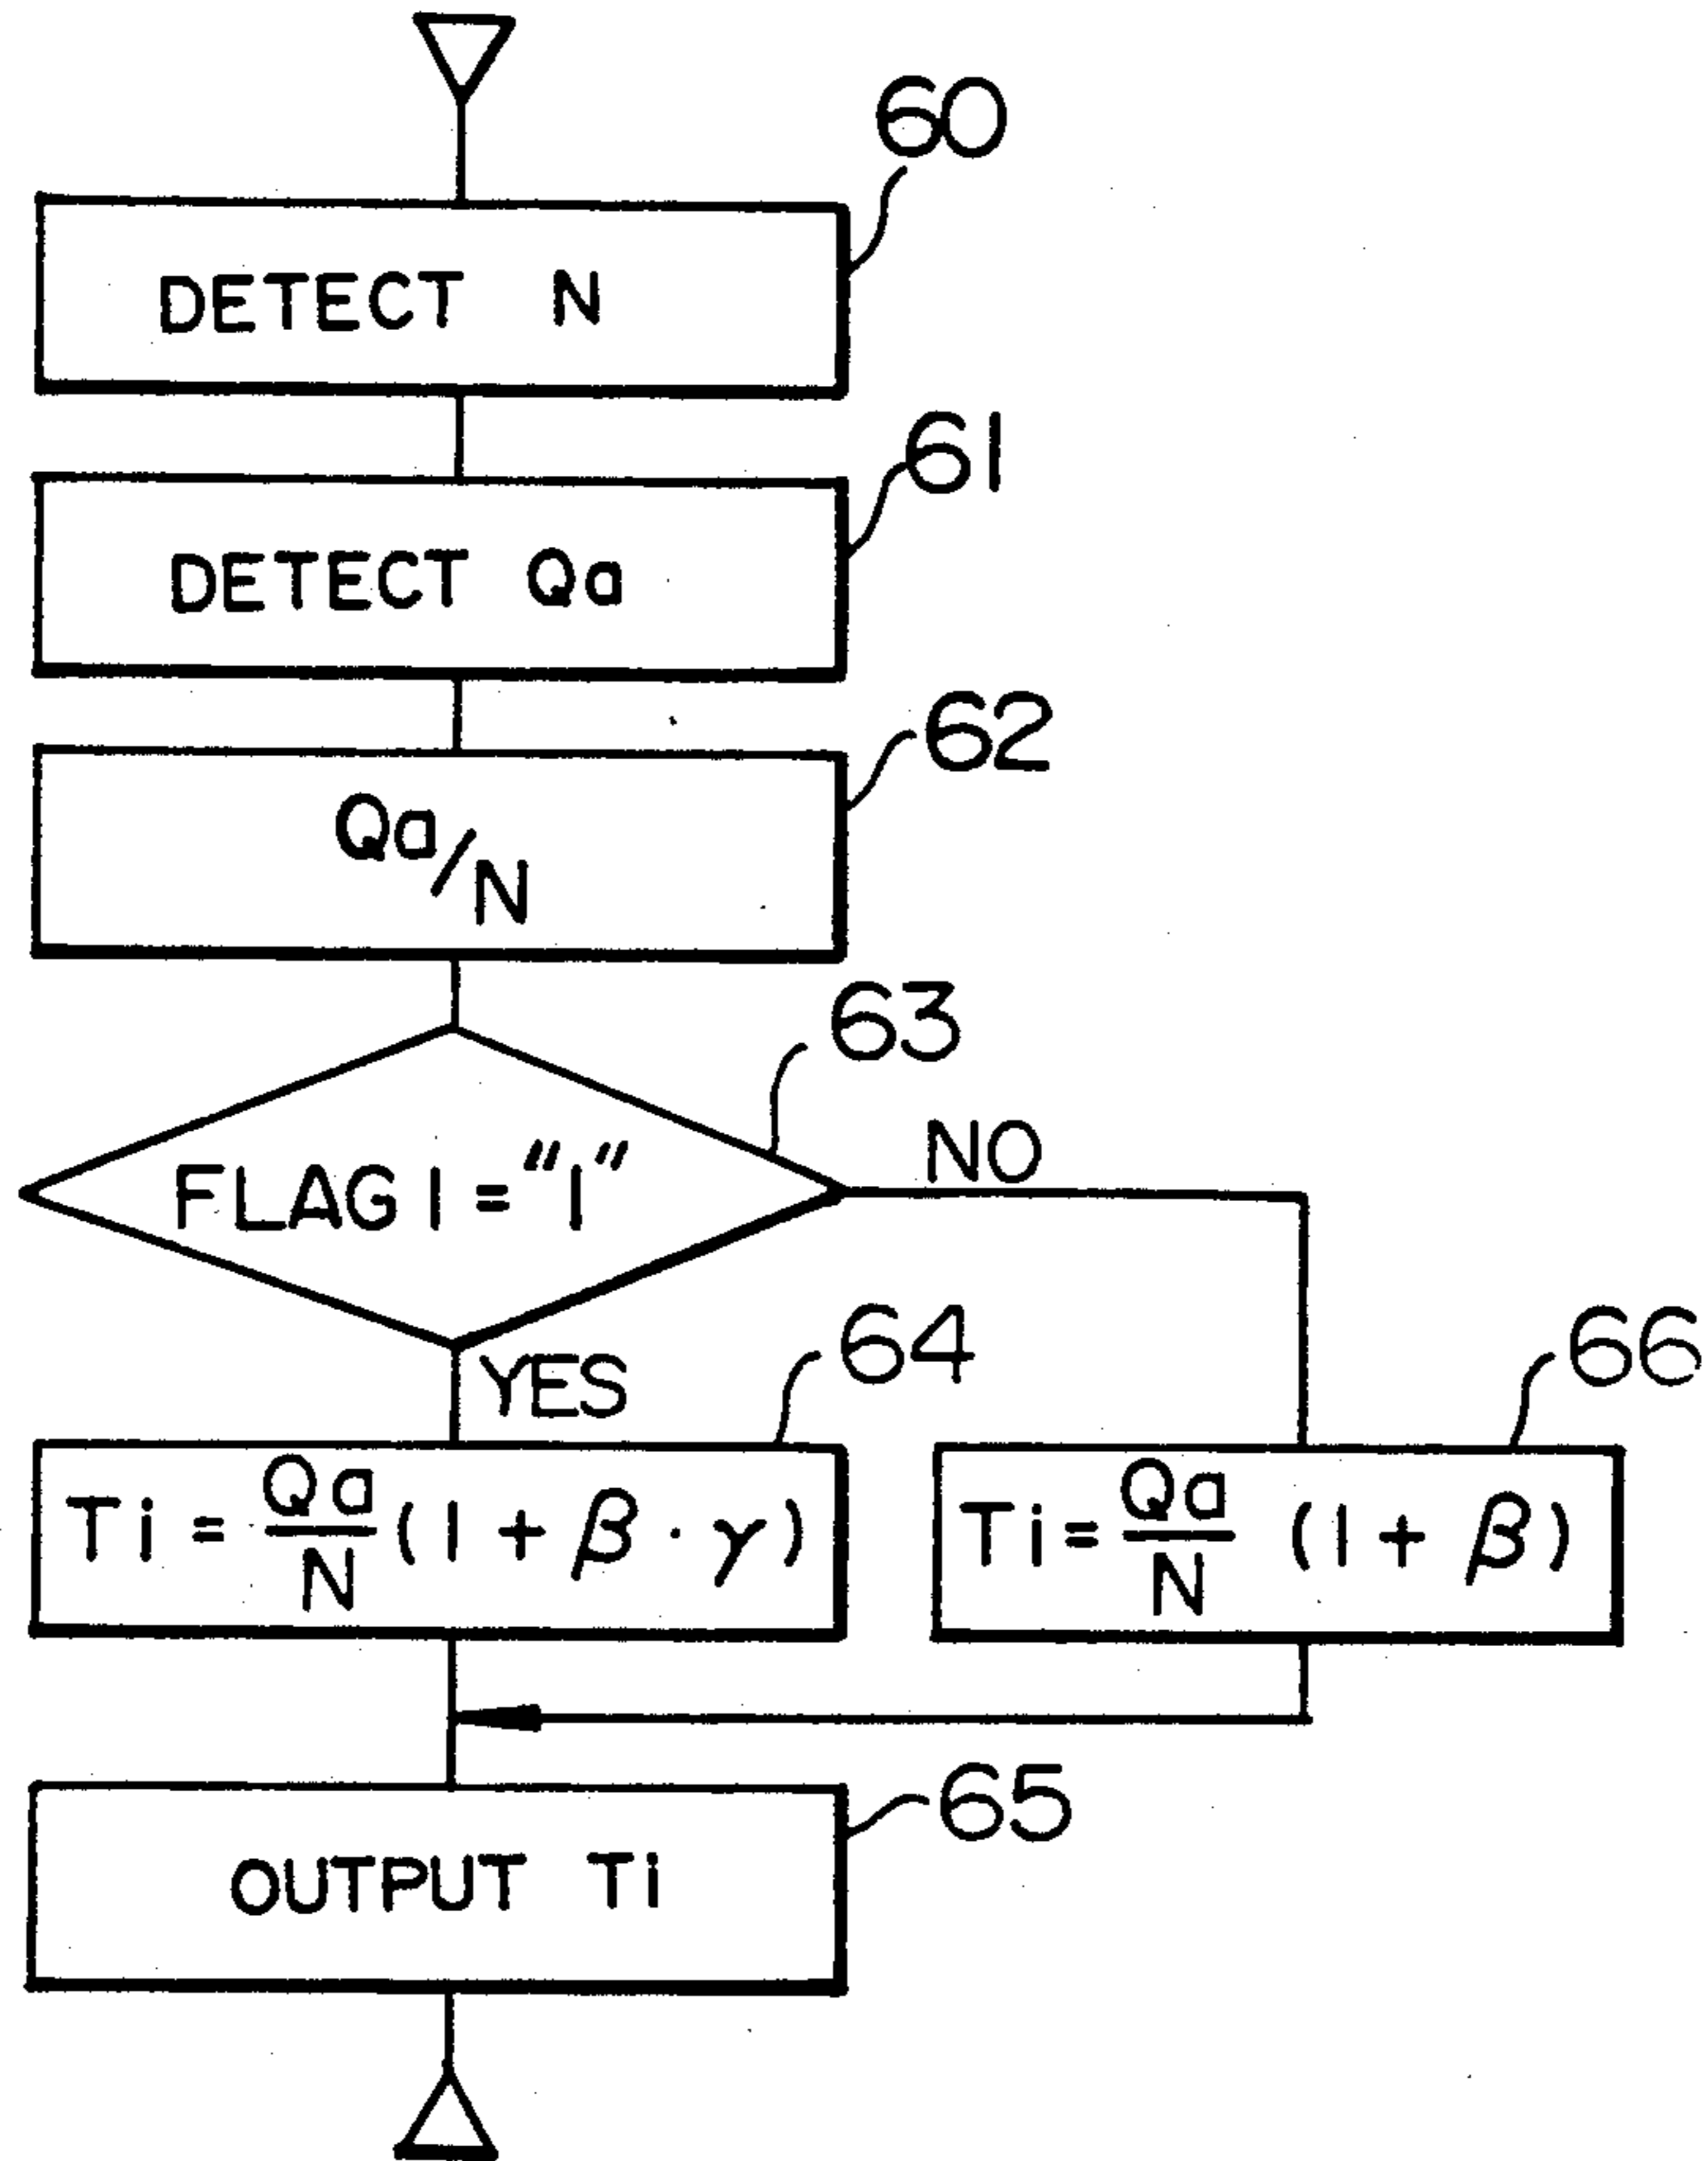 60
DETECT N
61
DETECT Qa
62
Qa/N
63
FLAG 1 = "1"
NO
YES
64
66
Ti = Qa/N (1 + β · γ)
Ti = Qa/N (1 + β)
65
OUTPUT Ti